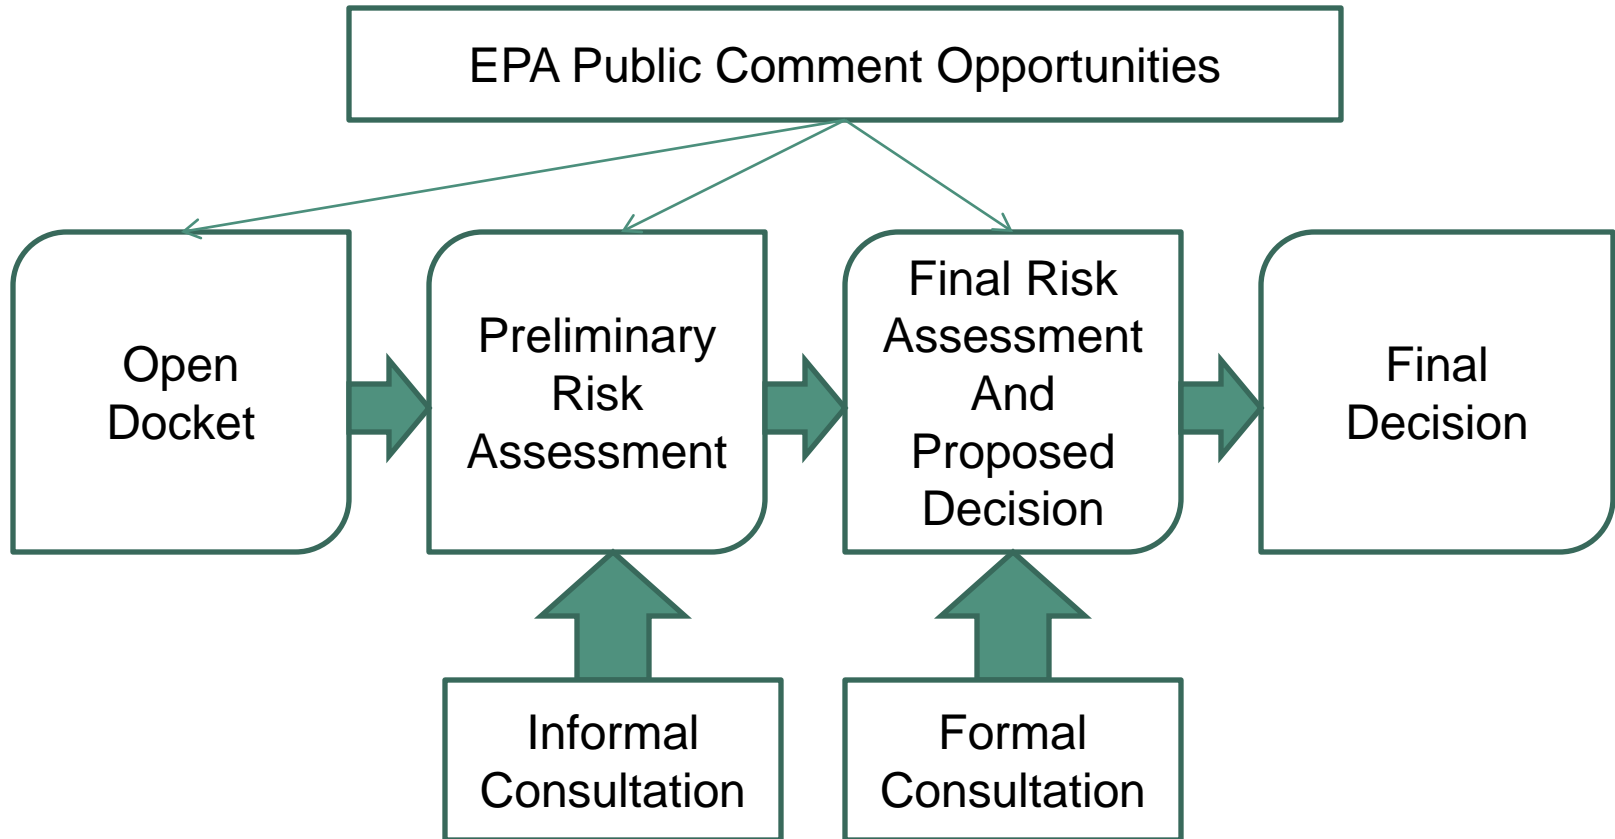 EPA Public Comment Opportunities
Open
Docket
Preliminary
Risk
Assessment
Final Risk
Assessment
And
Proposed
Decision
Final
Decision
Informal
Consultation
Formal
Consultation